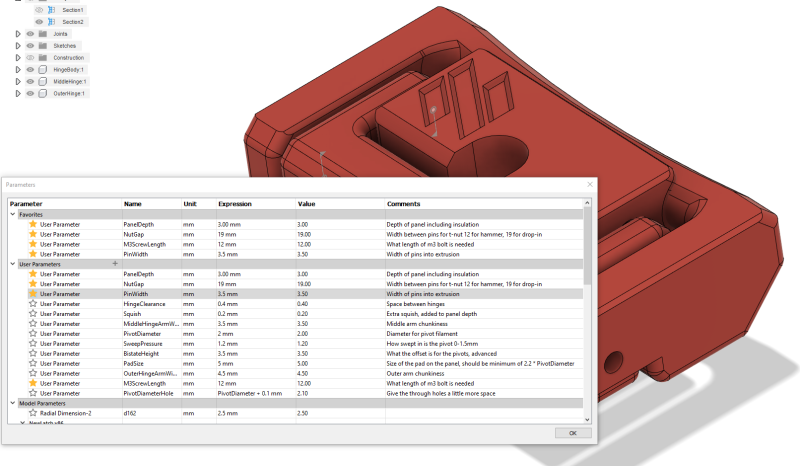 Section1
Section2
Joints
Sketches
Construction
HingeBody:1
MiddleHinge:1
OuterHinge:1
Parameters
Parameter Name Unit Expression Value Comments
Favorites
User Parameter PanelDepth mm 3.00 mm 3.00 Depth of panel including insulation
User Parameter NutGap mm 19 mm 19.00 Width between pins for t-nut 12 for hammer, 19 for drop-in
User Parameter M3ScrewLength mm 12 mm 12.00 What length of m3 bolt is needed
User Parameter PinWidth mm 3.5 mm 3.50 Width of pins into extrusion
User Parameters +
User Parameter PanelDepth mm 3.00 mm 3.00 Depth of panel including insulation
User Parameter NutGap mm 19 mm 19.00 Width between pins for t-nut 12 for hammer, 19 for drop-in
User Parameter PinWidth mm 3.5 mm 3.50 Width of pins into extrusion
User Parameter HingeClearance mm 0.4 mm 0.40 Space between hinges
User Parameter Squish mm 0.2 mm 0.20 Extra squish, added to panel depth
User Parameter MiddleHingeArmW... mm 3.5 mm 3.50 Middle arm chunkiness
User Parameter PivotDiameter mm 2 mm 2.00 Diameter for pivot filament
User Parameter SweepPressure mm 1.2 mm 1.20 How swept in is the pivot 0-1.5mm
User Parameter BistateHeight mm 3.5 mm 3.50 What the offset is for the pivots, advanced
User Parameter PadSize mm 5 mm 5.00 Size of the pad on the panel, should be minimum of 2.2 * PivotDiameter
User Parameter OuterHingeArmWi... mm 4.5 mm 4.50 Outer arm chunkiness
User Parameter M3ScrewLength mm 12 mm 12.00 What length of m3 bolt is needed
User Parameter PivotDiameterHole mm PivotDiameter + 0.1 mm 2.10 Give the through holes a little more space
Model Parameters
Radial Dimension-2 d162 2.5 mm 2.50
OK